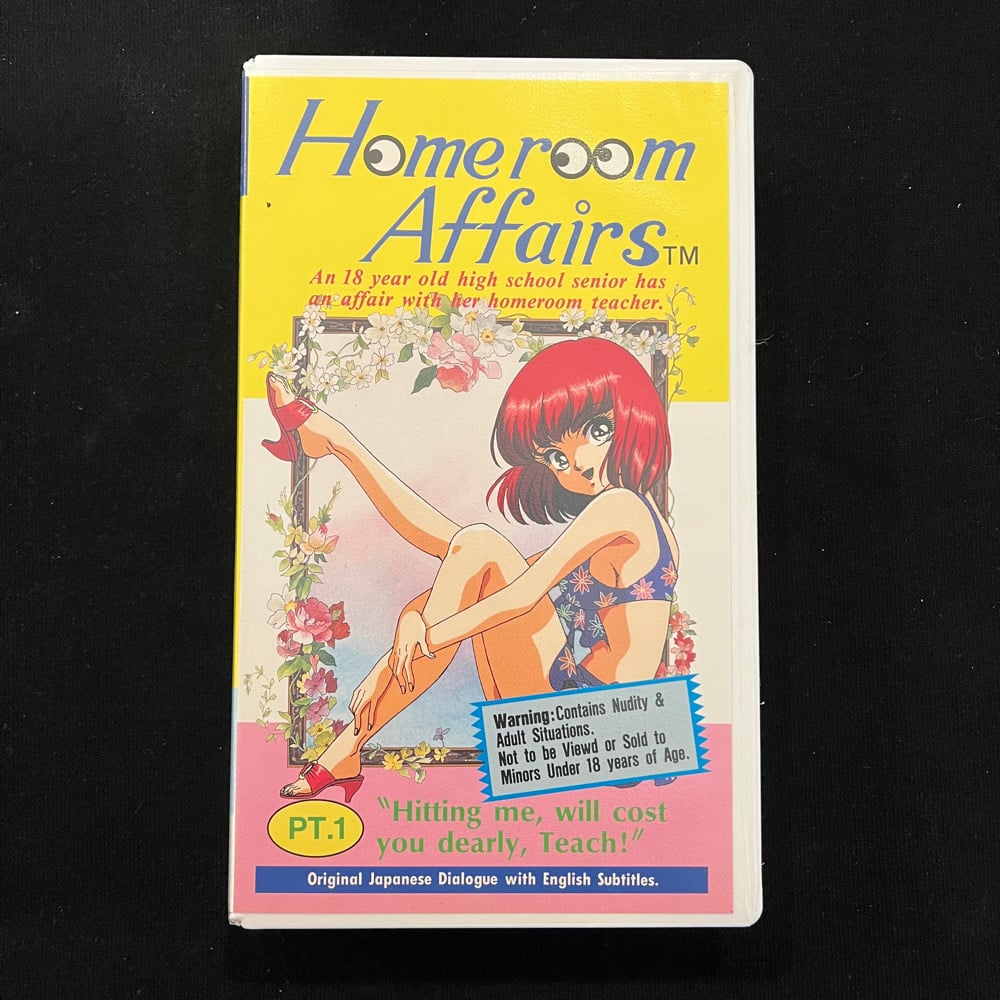 Homeroom
Affairs™
An 18 year old high school senior has
an affair with her homeroom teacher.
Warning:Contains Nudity &
Adult Situations.
Not to be Viewd or Sold to
Minors Under 18 years of Age.
PT.1
"Hitting me, will cost
you dearly, Teach!"
Original Japanese Dialogue with English Subtitles.